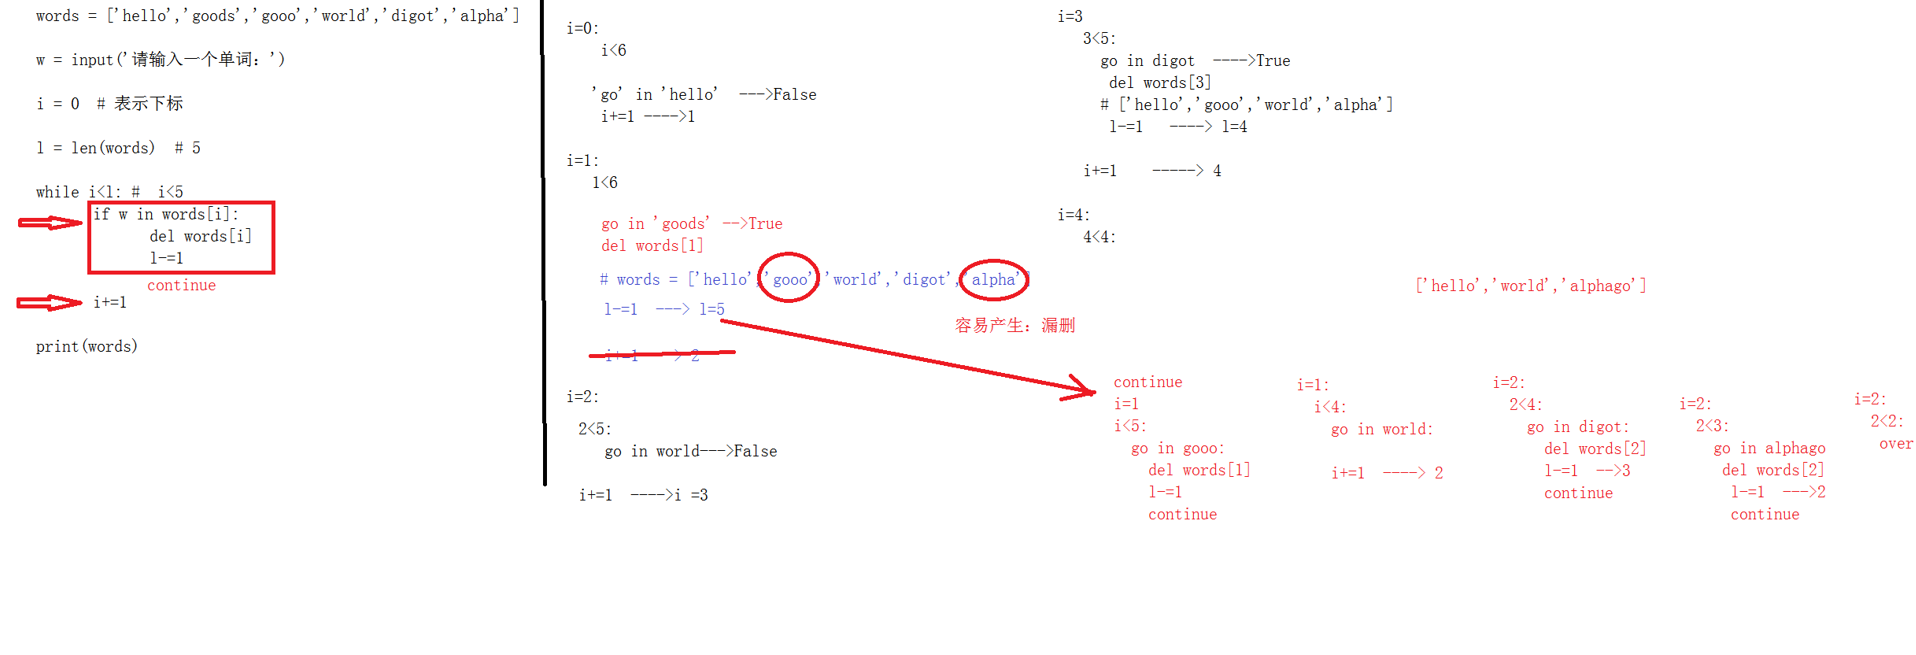 words = ['hello','goods','gooo','world','digot','alpha']
w = input('请输入一个单词：')
i = 0  # 表示下标
l = len(words)  # 5
while i<l: #  i<5
if w in words[i]:
del words[i]
l-=1
continue
i+=1
print(words)
i=0:
i<6
'go' in 'hello'  --->False
i+=1 ---->1
i=1:
1<6
go in 'goods' -->True
del words[1]
# words = ['hello','gooo','world','digot','alpha']
l-=1  ---> l=5
容易产生：漏删
i+=1  ---> 2
i=2:
2<5:
go in world--->False
i+=1  ---->i =3
i=3
3<5:
go in digot  ---->True
del words[3]
# ['hello','gooo','world','alpha']
l-=1   ----> l=4
i+=1    -----> 4
i=4:
4<4:
['hello','world','alphago']
continue
i=1
i<5:
go in gooo:
del words[1]
l-=1
continue
i=1:
i<4:
go in world:
i+=1  ----> 2
i=2:
2<4:
go in digot:
del words[2]
l-=1  -->3
continue
i=2:
2<3:
go in alphago
del words[2]
l-=1  --->2
continue
i=2:
2<2:
over